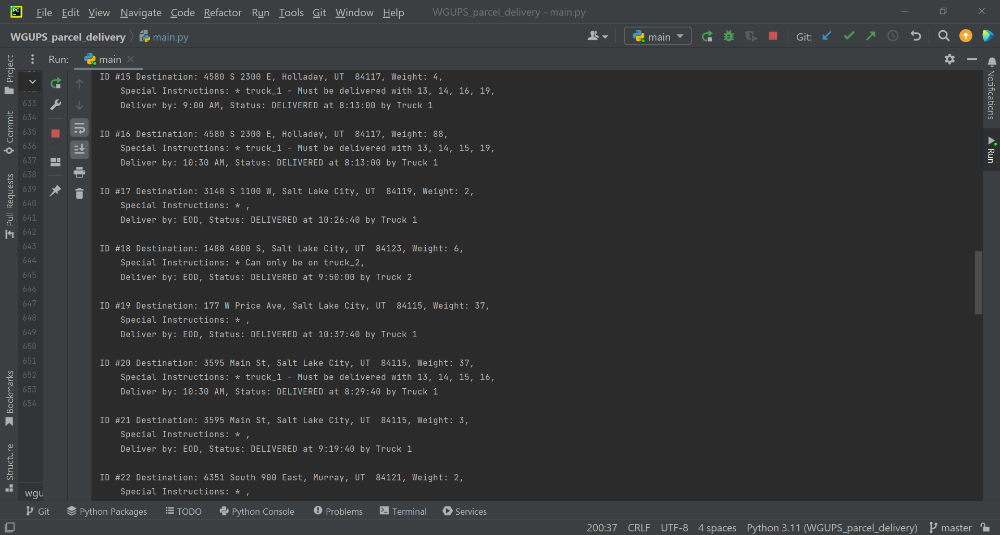 File Edit View Navigate Code Refactor Run Tools Git Window Help WGUPS_parcel_delivery - main.py
WGUPS_parcel_delivery main.py main Git:
Run: main
Project
Commit
Pull Requests
Bookmarks
Structure
633
634
635
636
637
638
639
640
641
642
643
644
645
646
647
648
649
650
651
652
653
654
wgu
ID #15 Destination: 4580 S 2300 E, Holladay, UT  84117, Weight: 4,
Special Instructions: * truck_1 - Must be delivered with 13, 14, 16, 19,
Deliver by: 9:00 AM, Status: DELIVERED at 8:13:00 by Truck 1
ID #16 Destination: 4580 S 2300 E, Holladay, UT  84117, Weight: 88,
Special Instructions: * truck_1 - Must be delivered with 13, 14, 15, 19,
Deliver by: 10:30 AM, Status: DELIVERED at 8:13:00 by Truck 1
ID #17 Destination: 3148 S 1100 W, Salt Lake City, UT  84119, Weight: 2,
Special Instructions: * ,
Deliver by: EOD, Status: DELIVERED at 10:26:40 by Truck 1
ID #18 Destination: 1488 4800 S, Salt Lake City, UT  84123, Weight: 6,
Special Instructions: * Can only be on truck_2,
Deliver by: EOD, Status: DELIVERED at 9:50:00 by Truck 2
ID #19 Destination: 177 W Price Ave, Salt Lake City, UT  84115, Weight: 37,
Special Instructions: * ,
Deliver by: EOD, Status: DELIVERED at 10:37:40 by Truck 1
ID #20 Destination: 3595 Main St, Salt Lake City, UT  84115, Weight: 37,
Special Instructions: * truck_1 - Must be delivered with 13, 14, 15, 16,
Deliver by: 10:30 AM, Status: DELIVERED at 8:29:40 by Truck 1
ID #21 Destination: 3595 Main St, Salt Lake City, UT  84115, Weight: 3,
Special Instructions: * ,
Deliver by: EOD, Status: DELIVERED at 9:19:40 by Truck 1
ID #22 Destination: 6351 South 900 East, Murray, UT  84121, Weight: 2,
Special Instructions: * ,
Notifications
Run
Git Python Packages TODO Python Console Problems Terminal Services
200:37 CRLF UTF-8 4 spaces Python 3.11 (WGUPS_parcel_delivery) master